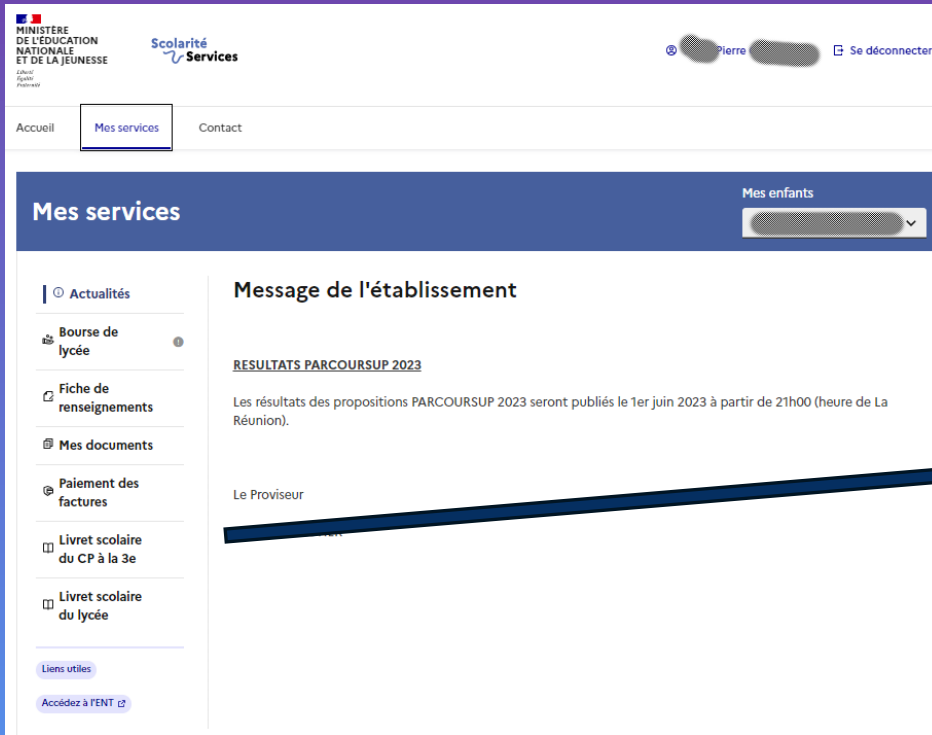 MINISTÈRE
DE L'ÉDUCATION
NATIONALE
ET DE LA JEUNESSE
Liberté
Égalité
Fraternité
Scolarité
Services
Pierre
Se déconnecter
Accueil
Mes services
Contact
Mes services
Mes enfants
Actualités
Bourse de
lycée
Fiche de
renseignements
Mes documents
Paiement des
factures
Livret scolaire
du CP à la 3e
Livret scolaire
du lycée
Liens utiles
Accédez à l'ENT
Message de l'établissement
RESULTATS PARCOURSUP 2023
Les résultats des propositions PARCOURSUP 2023 seront publiés le 1er juin 2023 à partir de 21h00 (heure de La
Réunion).
Le Proviseur